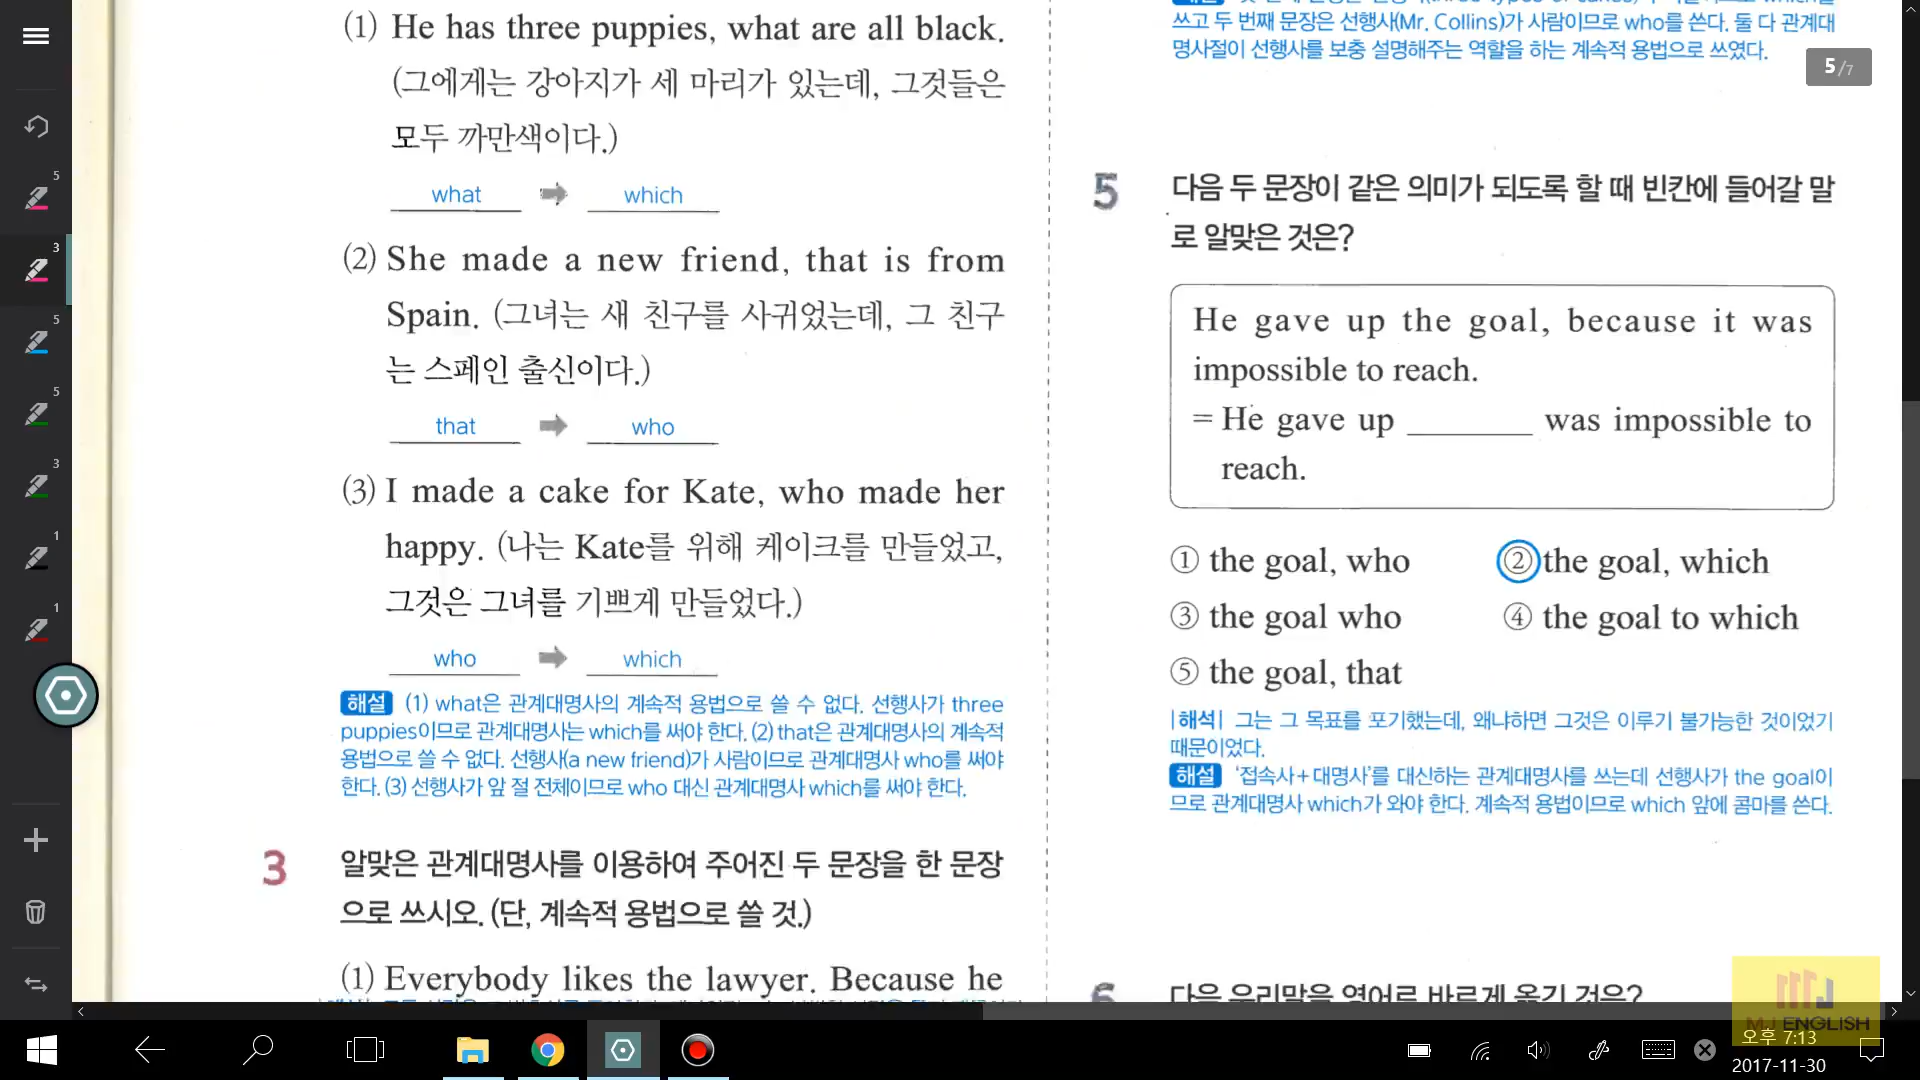 (1) He has three puppies, what are all black.
(그에게는 강아지가 세 마리가 있는데, 그것들은
모두 까만색이다.)
what ➡ which
(2) She made a new friend, that is from
Spain. (그녀는 새 친구를 사귀었는데, 그 친구
는 스페인 출신이다.)
that ➡ who
(3) I made a cake for Kate, who made her
happy. (나는 Kate를 위해 케이크를 만들었고,
그것은 그녀를 기쁘게 만들었다.)
who ➡ which
해설 (1) what은 관계대명사의 계속적 용법으로 쓸 수 없다. 선행사가 three
puppies이므로 관계대명사는 which를 써야 한다. (2) that은 관계대명사의 계속적
용법으로 쓸 수 없다. 선행사(a new friend)가 사람이므로 관계대명사 who를 써야
한다. (3) 선행사가 앞 절 전체이므로 who 대신 관계대명사 which를 써야 한다.
3 알맞은 관계대명사를 이용하여 주어진 두 문장을 한 문장
으로 쓰시오. (단, 계속적 용법으로 쓸 것.)
(1) Everybody likes the lawyer. Because he
쓰고 두 번째 문장은 선행사(Mr. Collins)가 사람이므로 who를 쓴다. 둘 다 관계대
명사절이 선행사를 보충 설명해주는 역할을 하는 계속적 용법으로 쓰였다.
5/7
5 다음 두 문장이 같은 의미가 되도록 할 때 빈칸에 들어갈 말
로 알맞은 것은?
He gave up the goal, because it was
impossible to reach.
= He gave up ________ was impossible to
reach.
① the goal, who ② the goal, which
③ the goal who ④ the goal to which
⑤ the goal, that
|해석| 그는 그 목표를 포기했는데, 왜냐하면 그것은 이루기 불가능한 것이었기
때문이었다.
해설 ‘접속사+대명사’를 대신하는 관계대명사를 쓰는데 선행사가 the goal이
므로 관계대명사 which가 와야 한다. 계속적 용법이므로 which 앞에 콤마를 쓴다.
6 다음 우리말을 영어로 바르게 옮긴 것은?
5
3
5
5
3
1
1
MJ ENGLISH
오후 7:13
2017-11-30